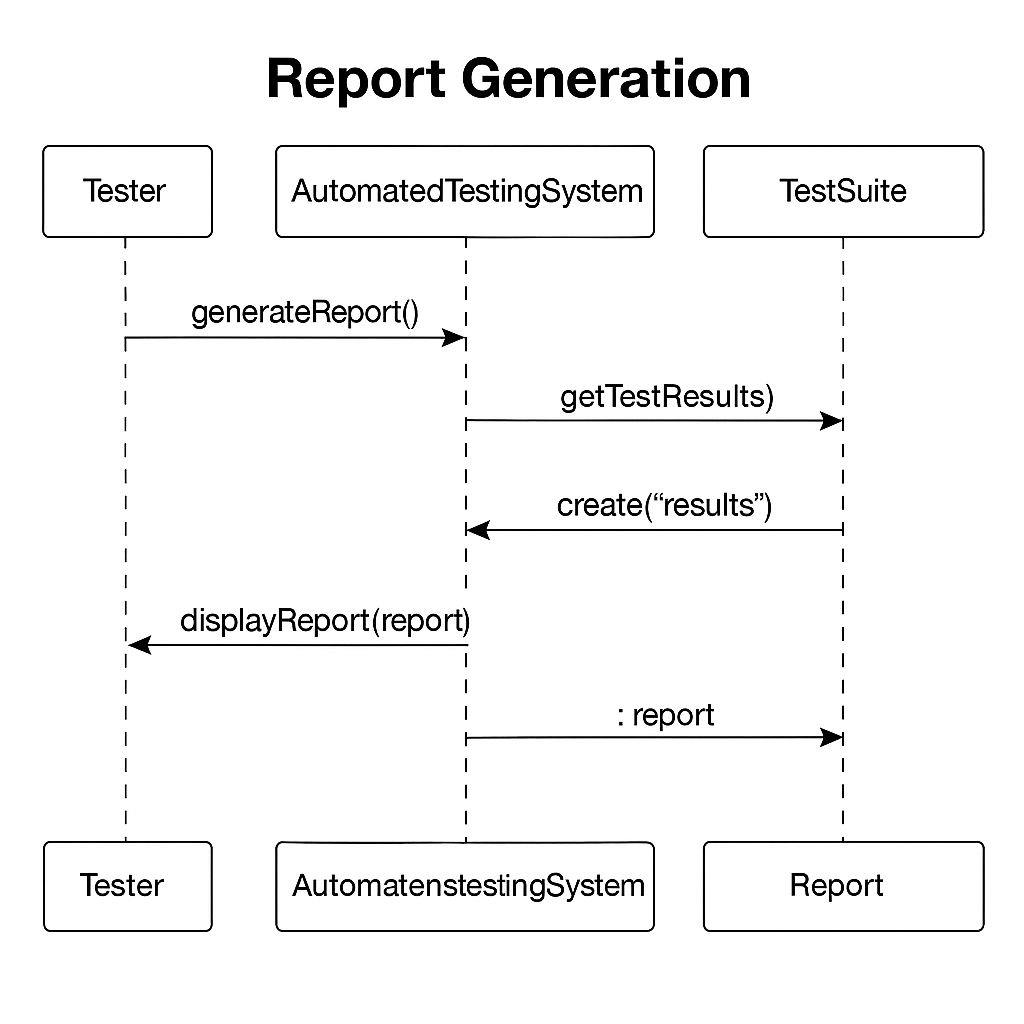 Report Generation
Tester
AutomatedTestingSystem
TestSuite
generateReport()
getTestResults)
create(“results”)
displayReport(report)
: report
Tester
AutomatenstestingSystem
Report